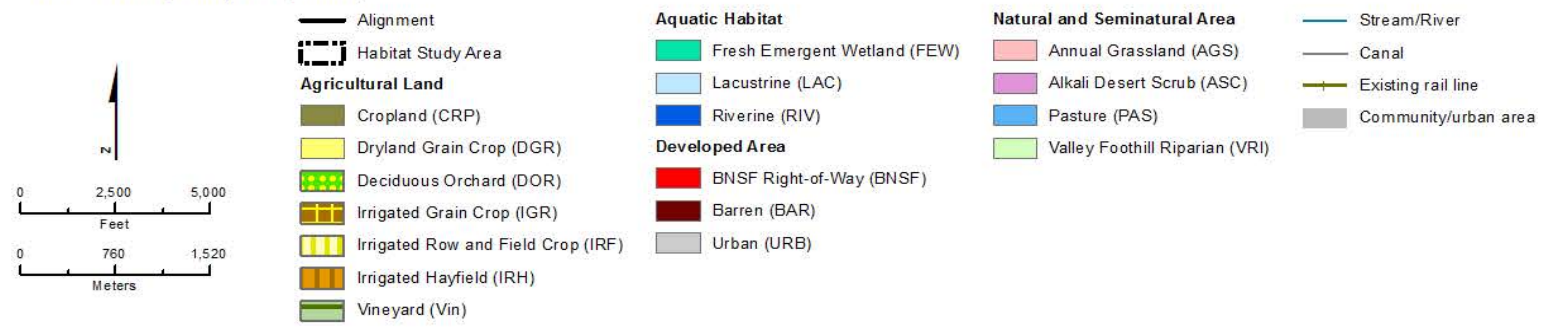 Z
0 2,500 5,000
Feet
0 760 1,520
Meters
Alignment
Habitat Study Area
Agricultural Land
Cropland (CRP)
Dryland Grain Crop (DGR)
Deciduous Orchard (DOR)
Irrigated Grain Crop (IGR)
Irrigated Row and Field Crop (IRF)
Irrigated Hayfield (IRH)
Vineyard (Vin)
Aquatic Habitat
Fresh Emergent Wetland (FEW)
Lacustrine (LAC)
Riverine (RIV)
Developed Area
BNSF Right-of-Way (BNSF)
Barren (BAR)
Urban (URB)
Natural and Seminatural Area
Annual Grassland (AGS)
Alkali Desert Scrub (ASC)
Pasture (PAS)
Valley Foothill Riparian (VRI)
Stream/River
Canal
Existing rail line
Community/urban area